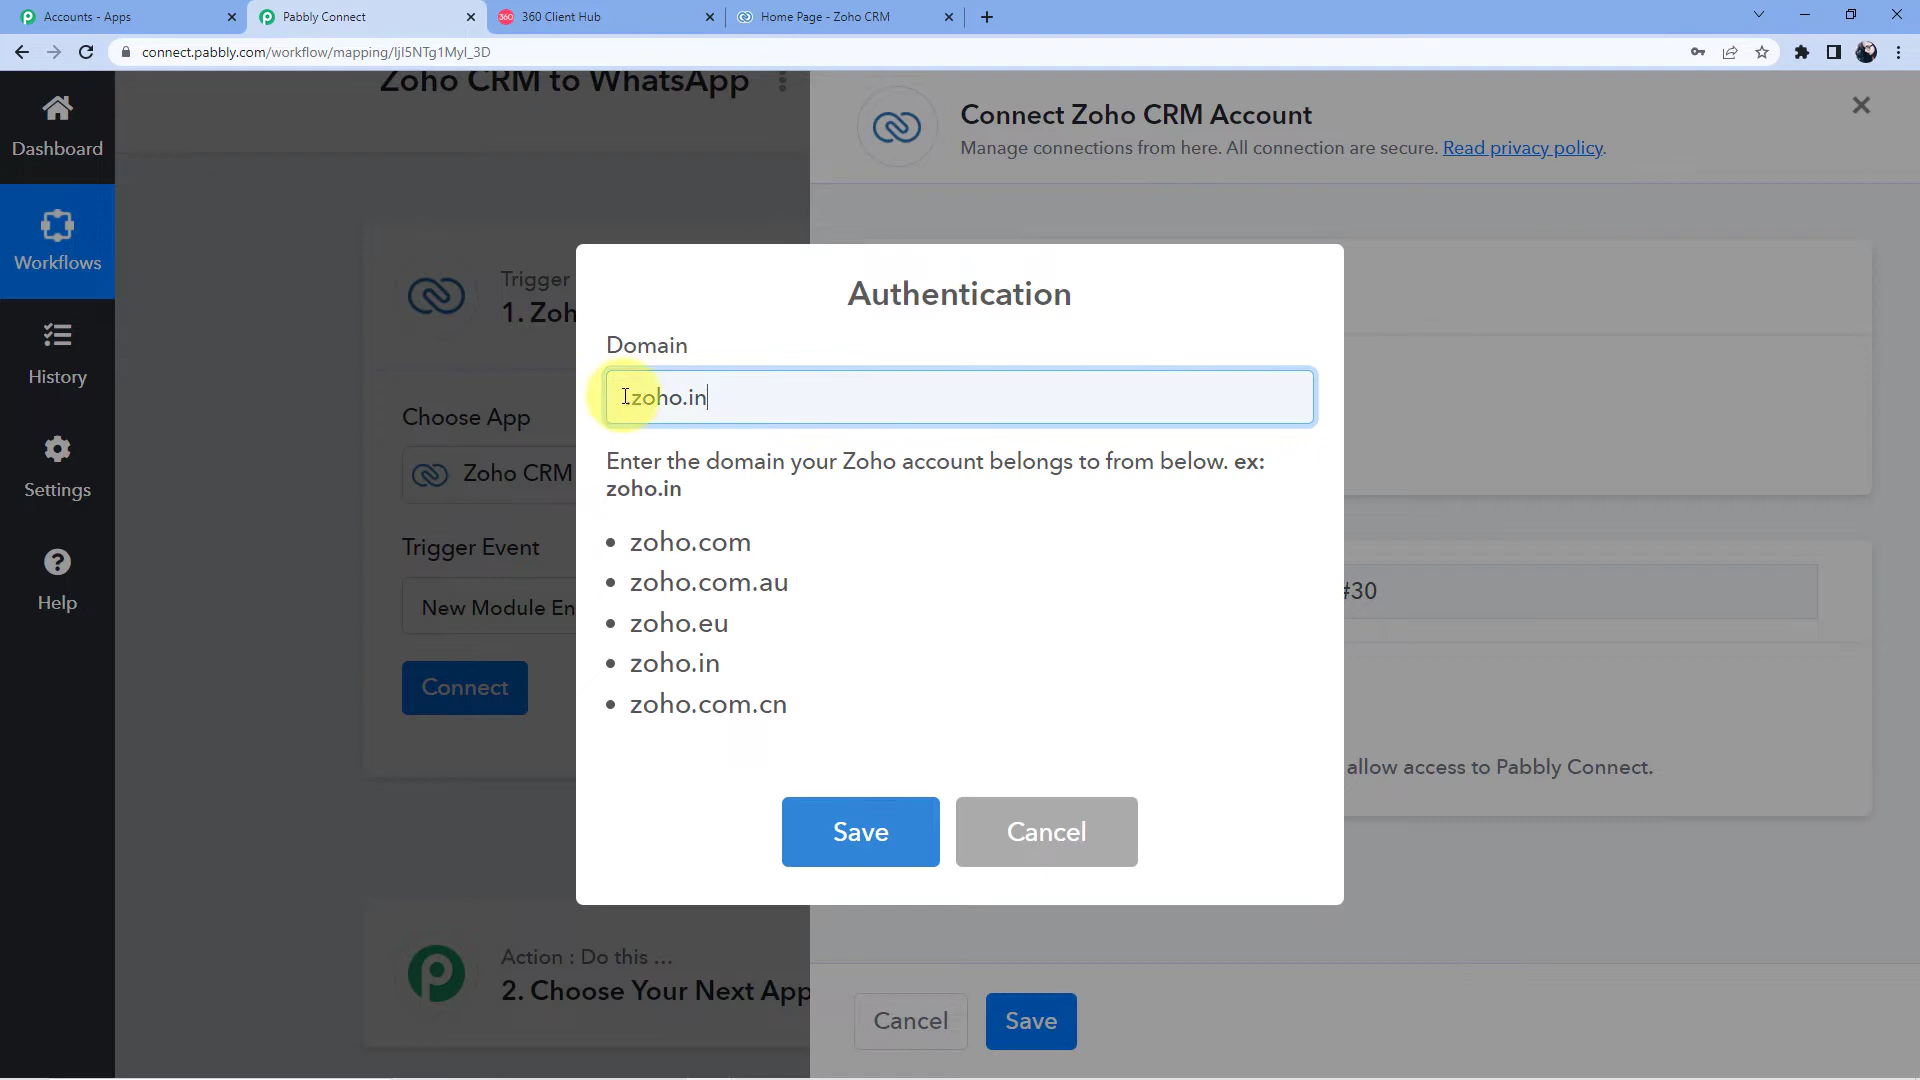 Accounts - Apps
Pabbly Connect
360 Client Hub
Home Page - Zoho CRM
connect.pabbly.com/workflow/mapping/IjI5NTg1MyI_3D
Zoho CRM to WhatsApp
Dashboard
Workflows
History
Settings
Help
Trigger
1. Zoh
Choose App
Zoho CRM
Trigger Event
New Module En
Connect
Action : Do this ...
2. Choose Your Next App
Connect Zoho CRM Account
Manage connections from here. All connection are secure. Read privacy policy.
#30
allow access to Pabbly Connect.
Cancel
Save
Authentication
Domain
zoho.in
Enter the domain your Zoho account belongs to from below. ex:
zoho.in
• zoho.com
• zoho.com.au
• zoho.eu
• zoho.in
• zoho.com.cn
Save
Cancel